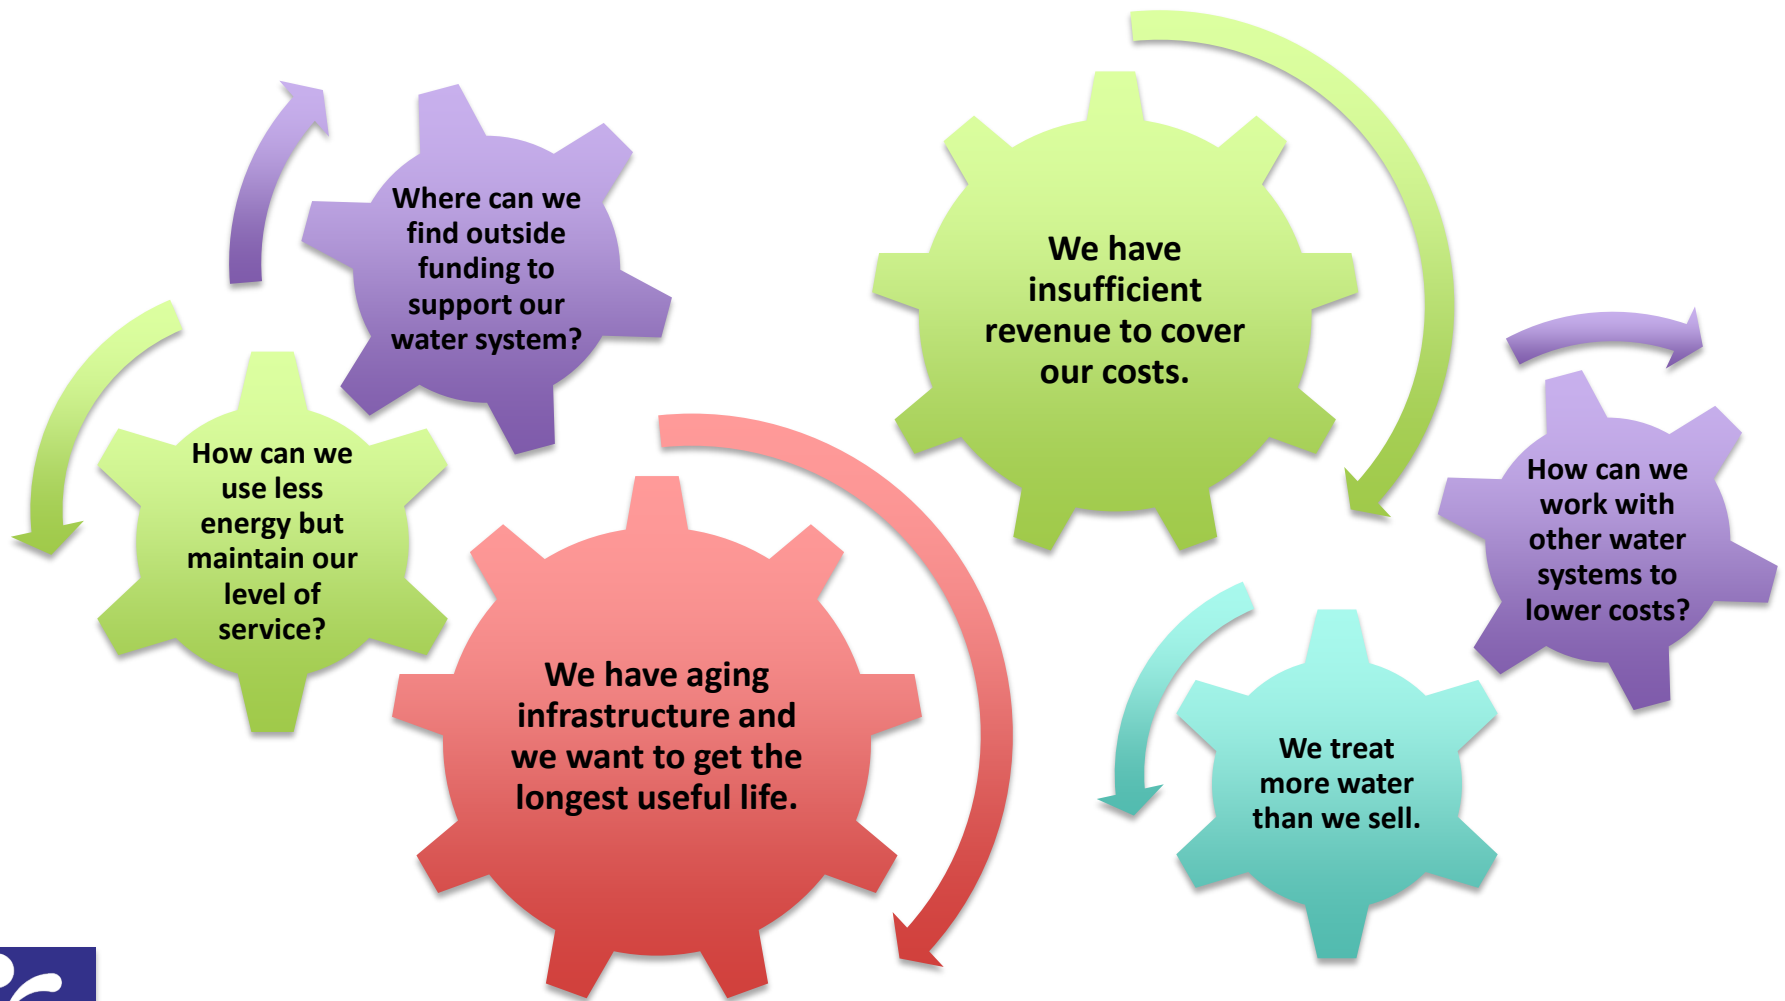 Where can we
find outside
funding to
support our
water system?
How can we
use less
energy but
maintain our
level of
service?
We have aging
infrastructure and
we want to get the
longest useful life.
We have
insufficient
revenue to cover
our costs.
How can we
work with
other water
systems to
lower costs?
We treat
more water
than we sell.